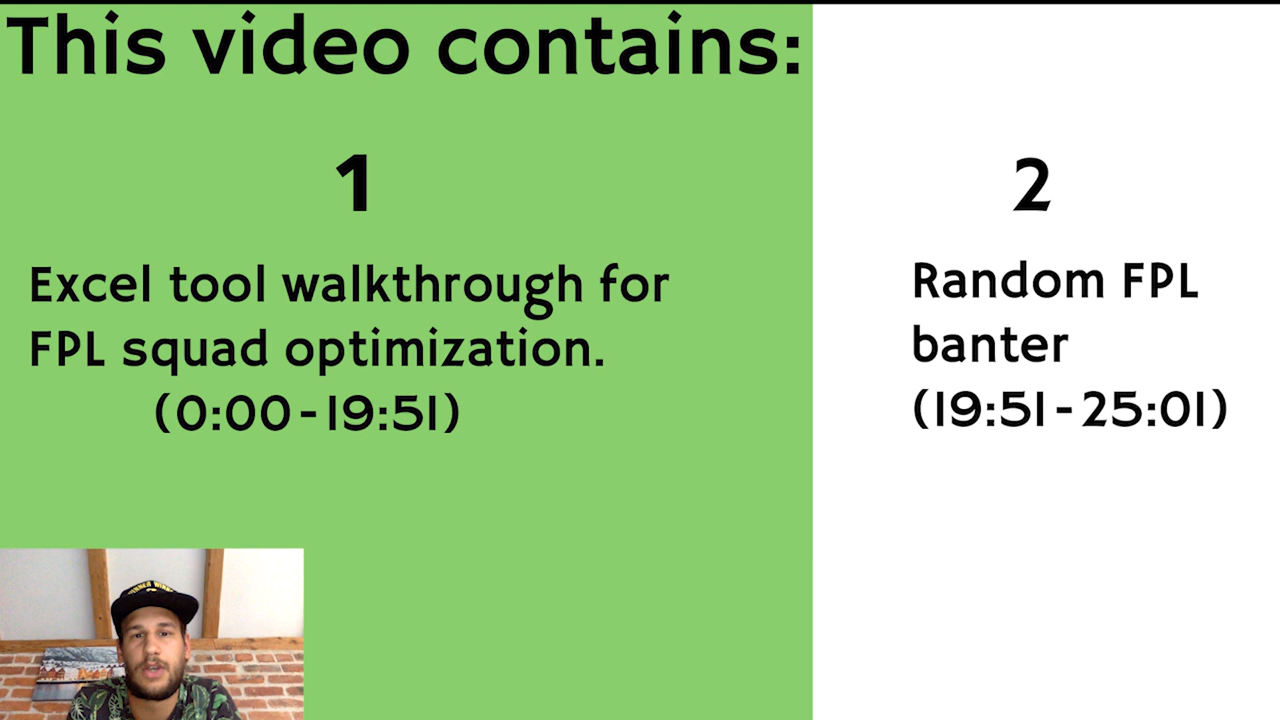 This video contains:
1
Excel tool walkthrough for
FPL squad optimization.
(0:00-19:51)
2
Random FPL
banter
(19:51-25:01)